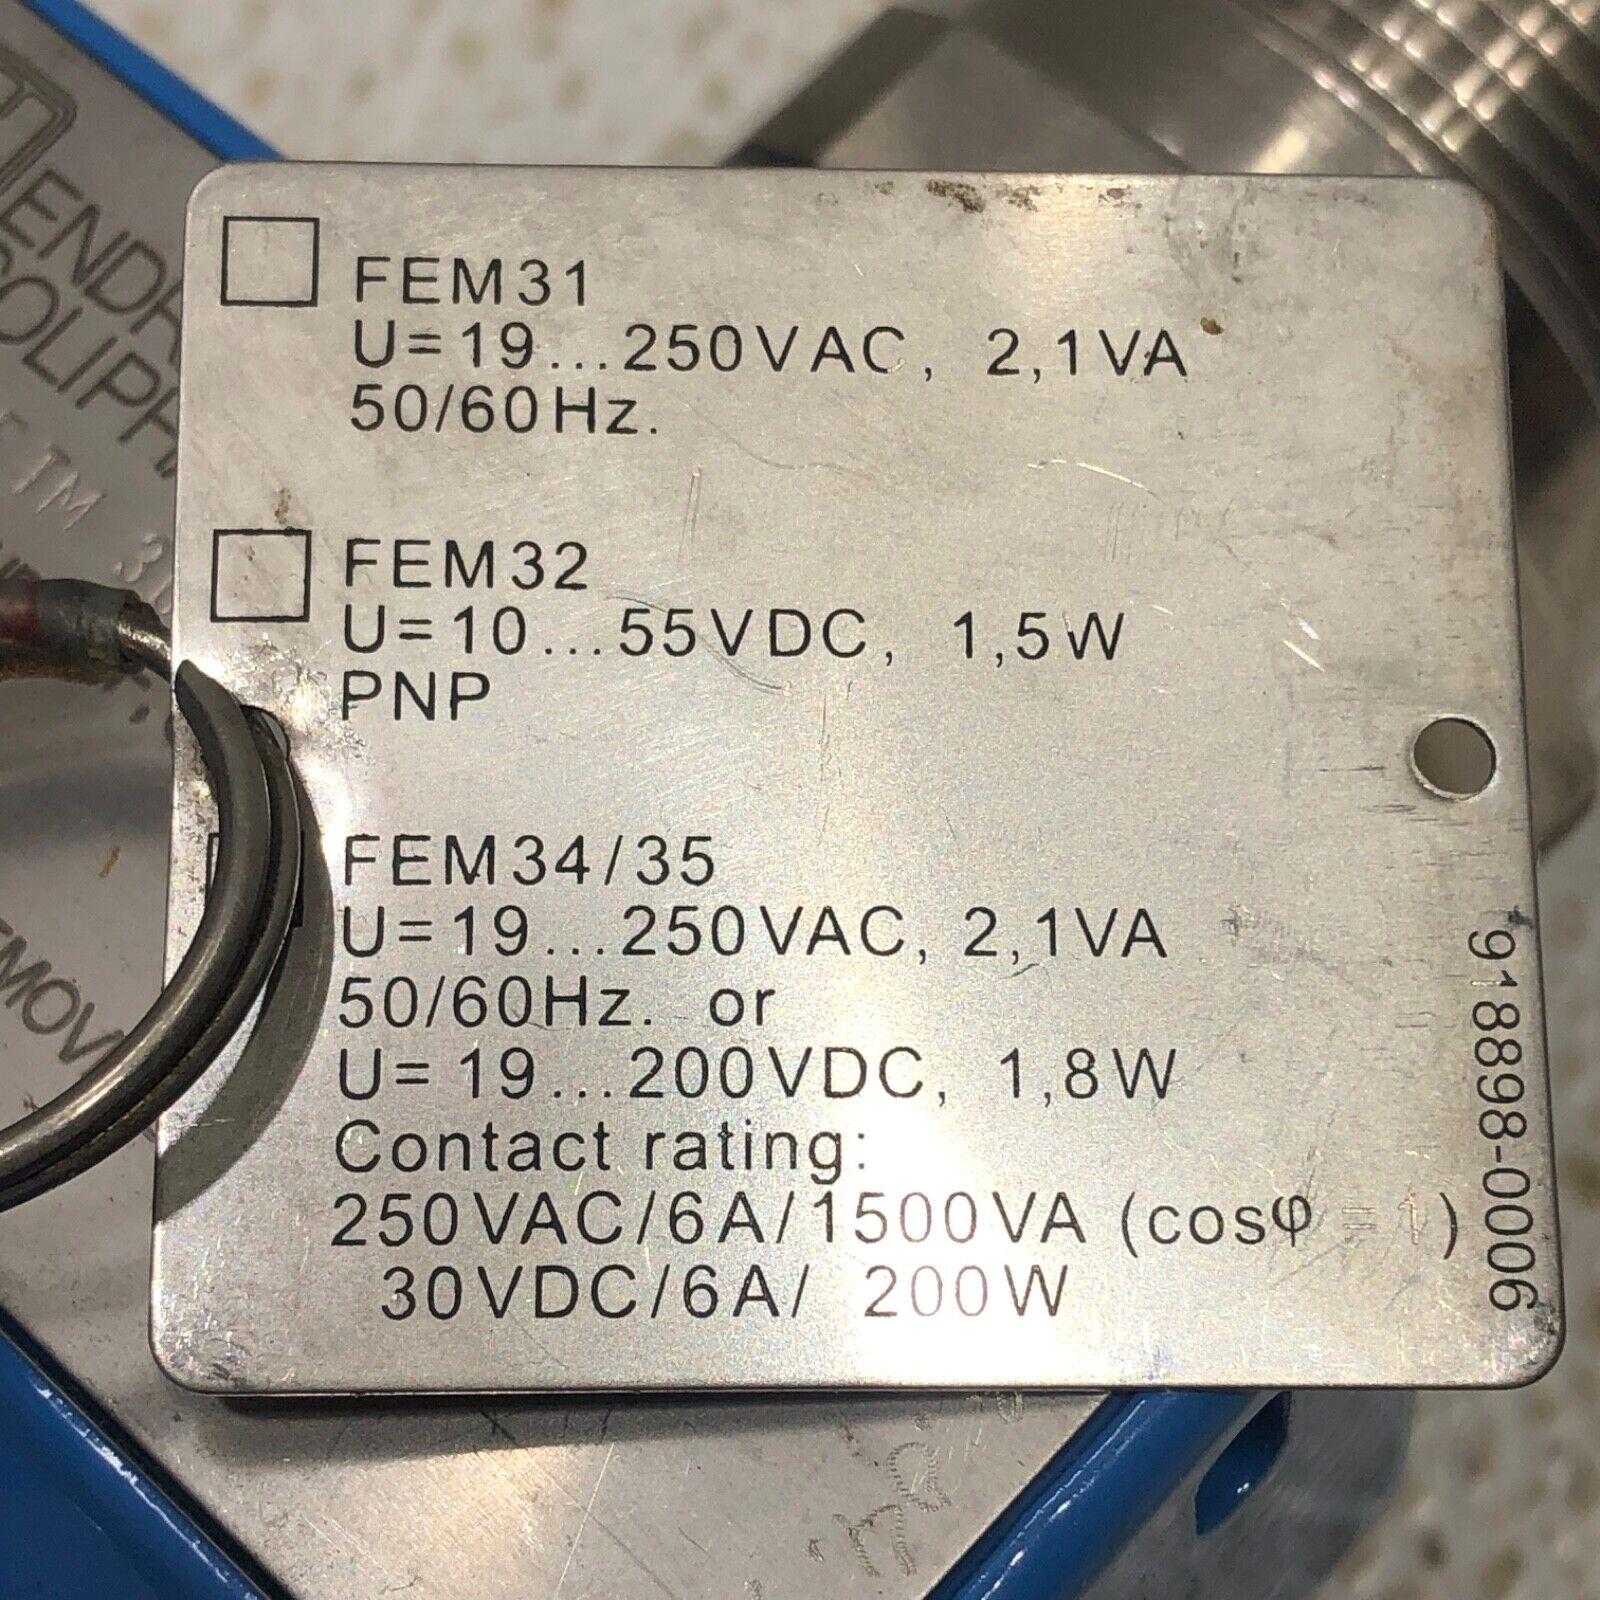 FEM31
U=19...250VAC, 2,1VA
50/60Hz.
FEM32
U=10...55VDC, 1,5W
PNP
FEM34/35
U=19...250VAC, 2,1VA
50/60Hz. or
U=19...200VDC, 1,8W
Contact rating:
250VAC/6A/1500VA (cosφ = 1)
30VDC/6A/ 200W
918898-0006